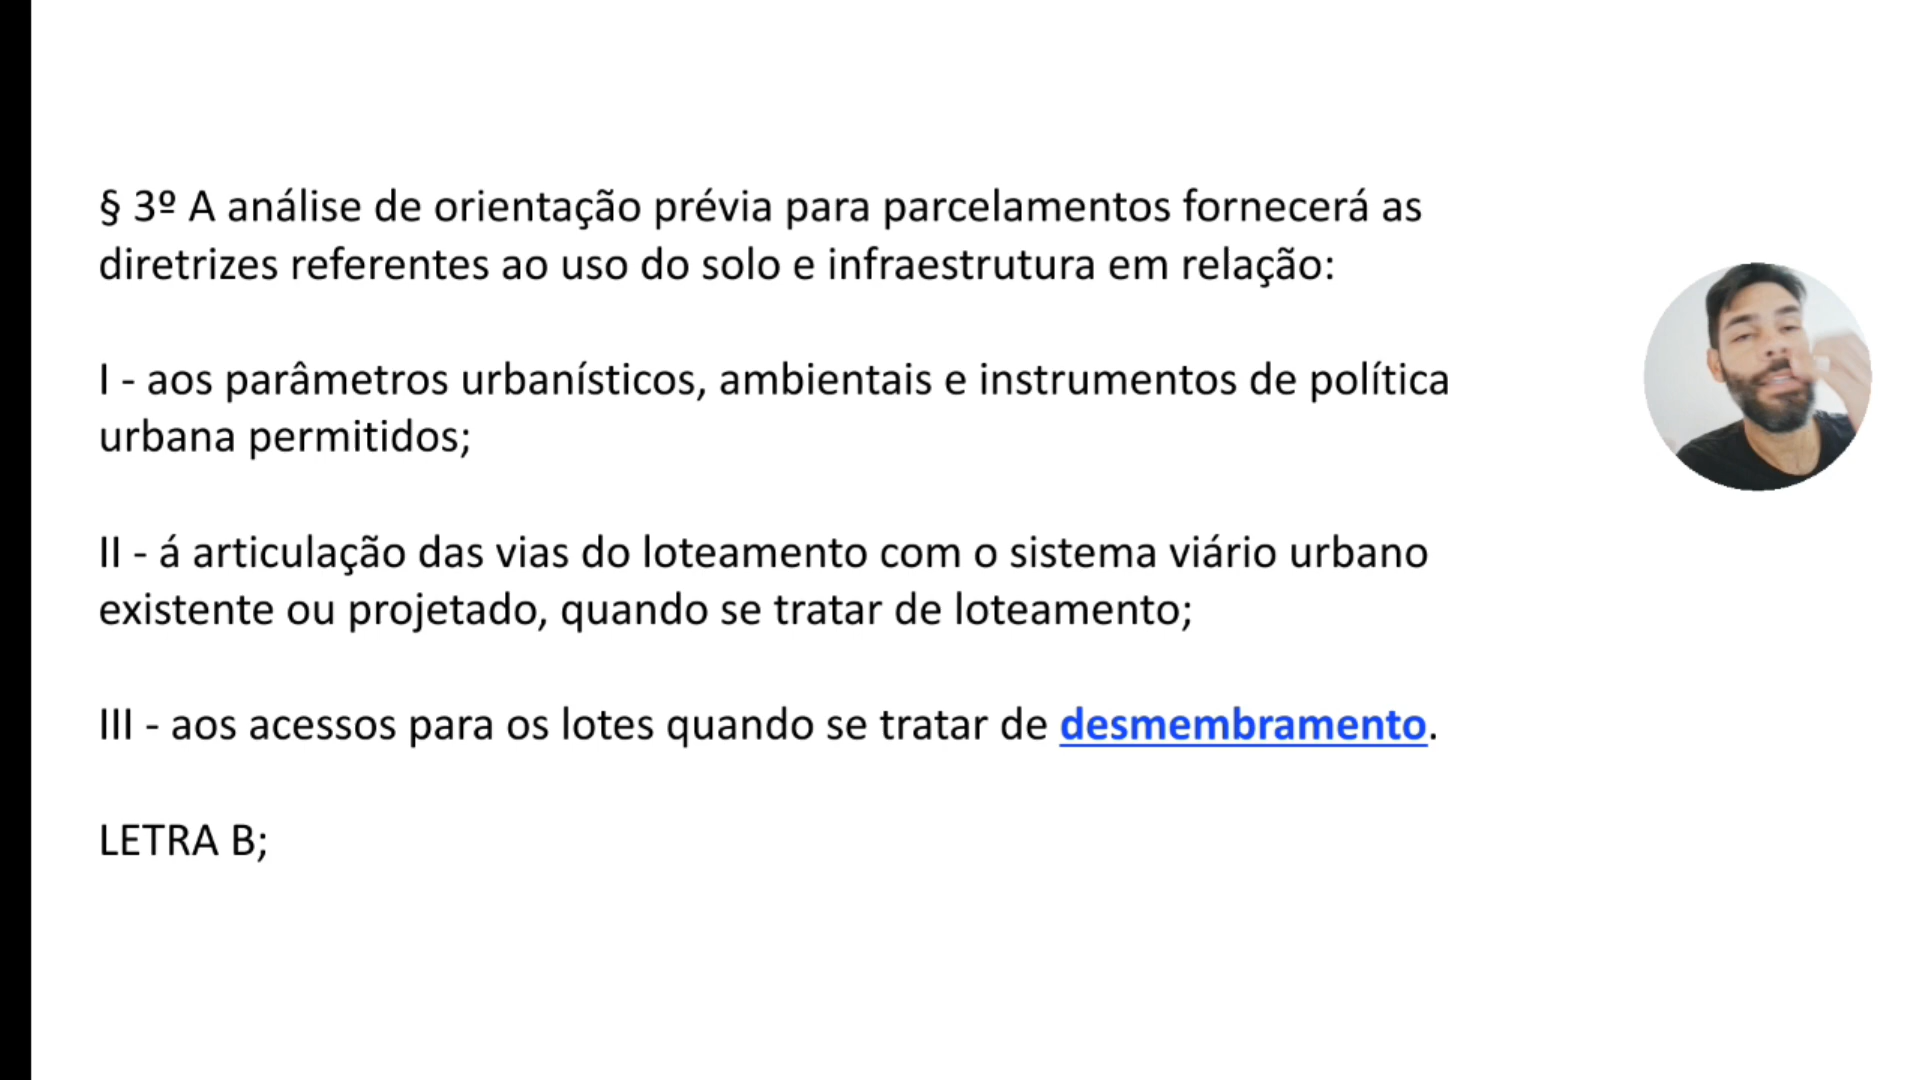 § 3º A análise de orientação prévia para parcelamentos fornecerá as
diretrizes referentes ao uso do solo e infraestrutura em relação:
I - aos parâmetros urbanísticos, ambientais e instrumentos de política
urbana permitidos;
II - á articulação das vias do loteamento com o sistema viário urbano
existente ou projetado, quando se tratar de loteamento;
III - aos acessos para os lotes quando se tratar de desmembramento.
LETRA B;